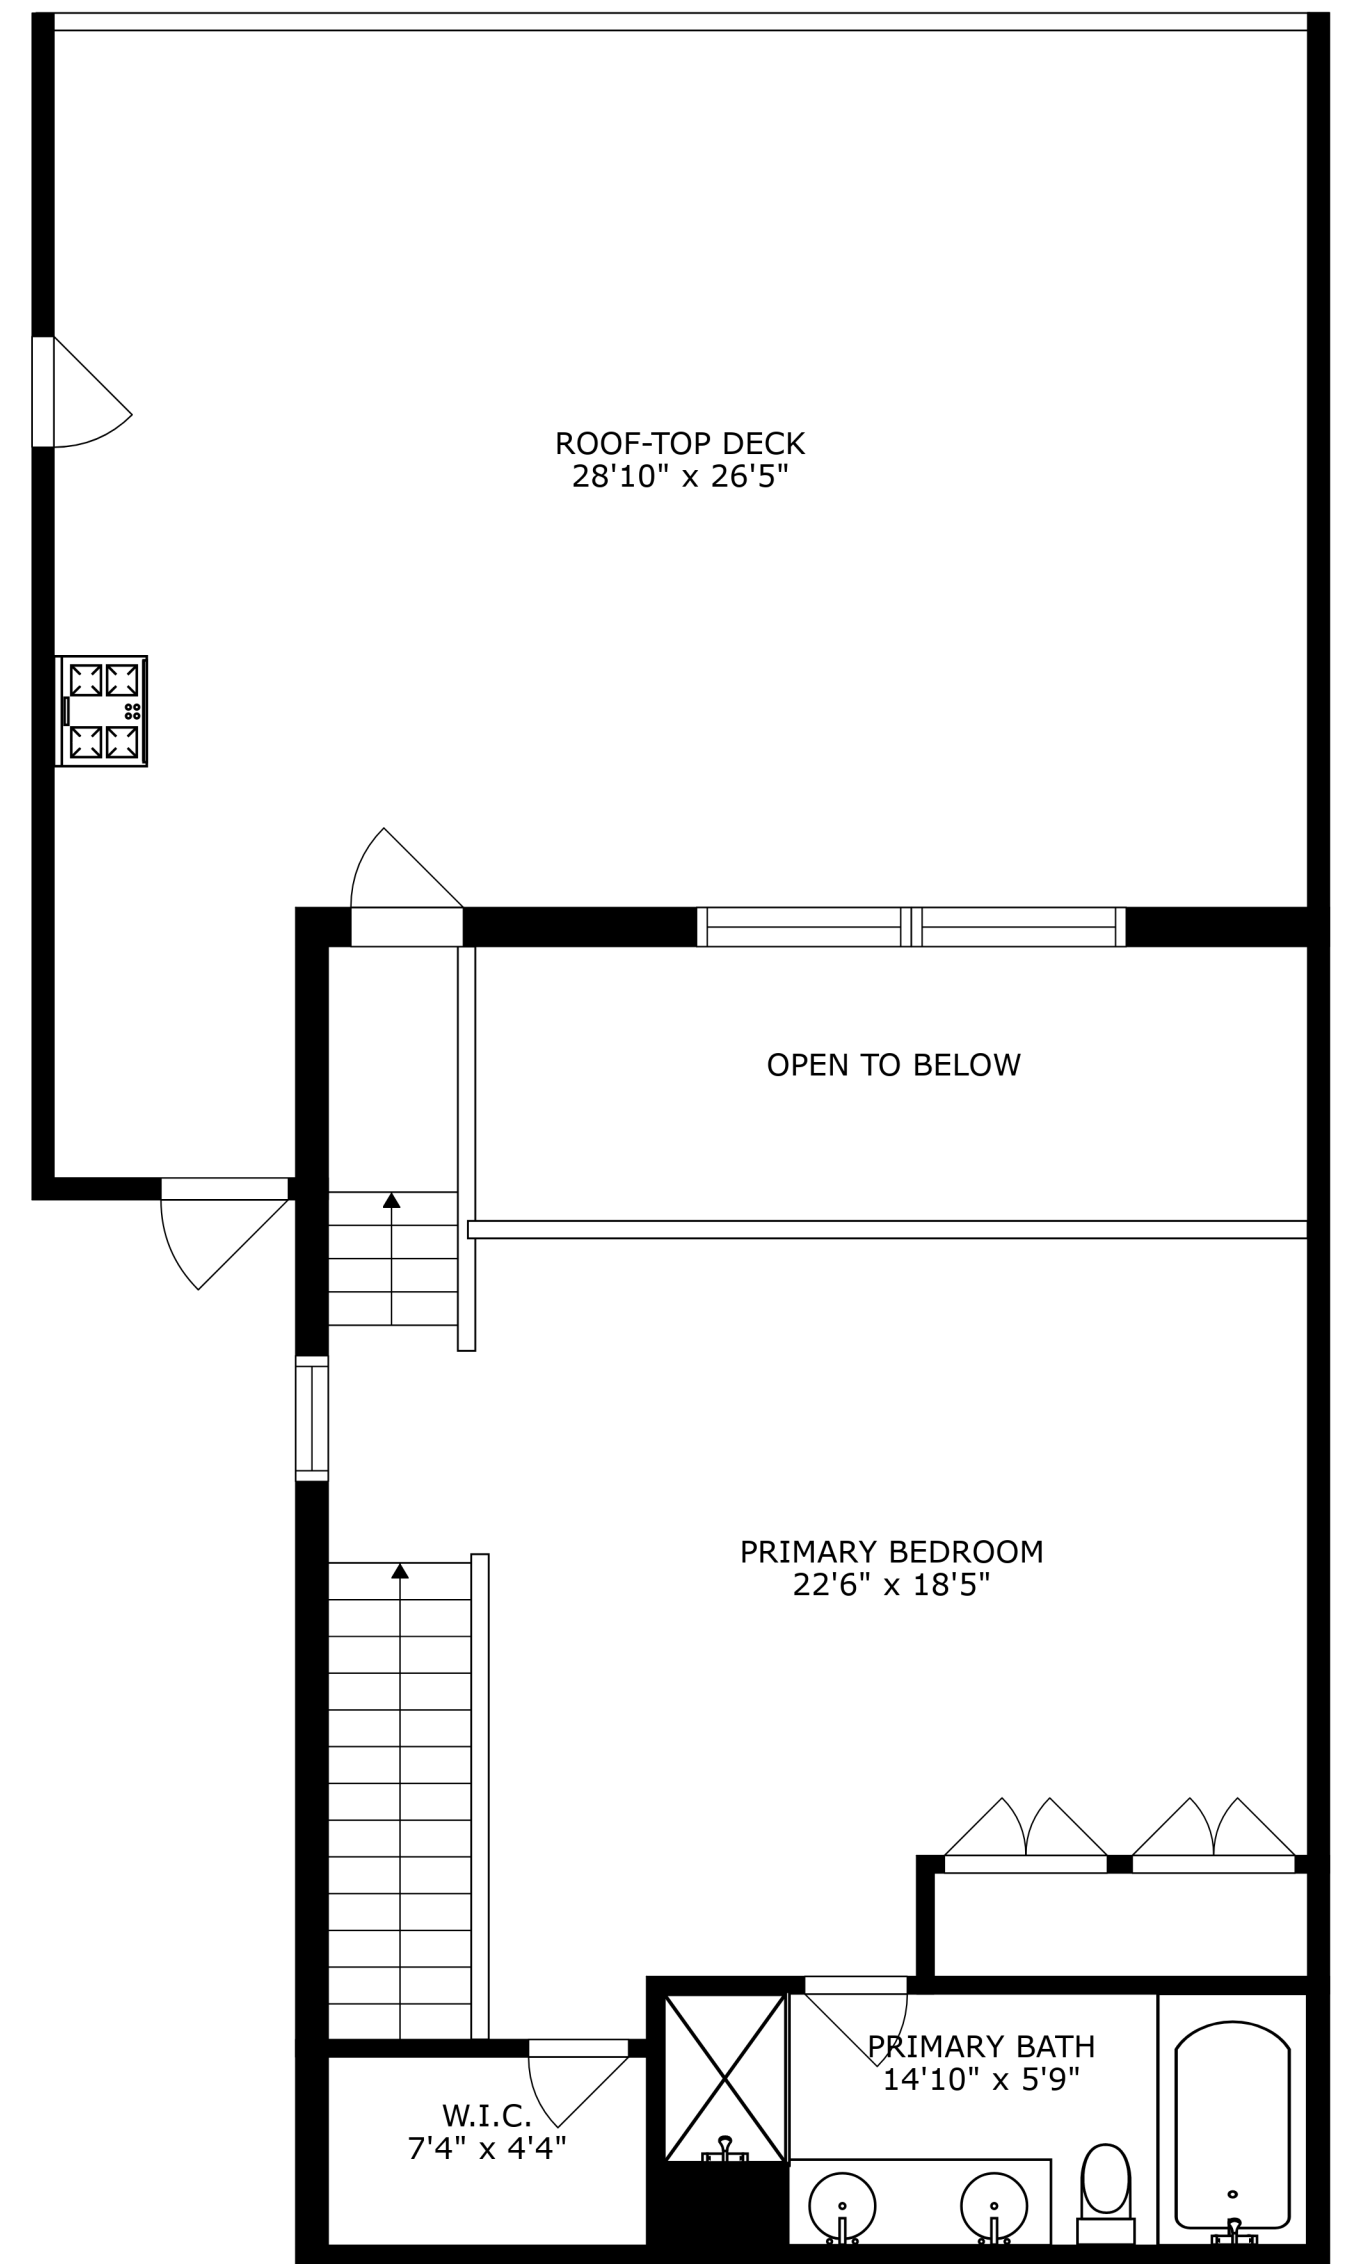 ROOF-TOP DECK
28'10" x 26'5"
OPEN TO BELOW
PRIMARY BEDROOM
22'6" x 18'5"
PRIMARY BATH
14'10" x 5'9"
W.I.C.
7'4" x 4'4"